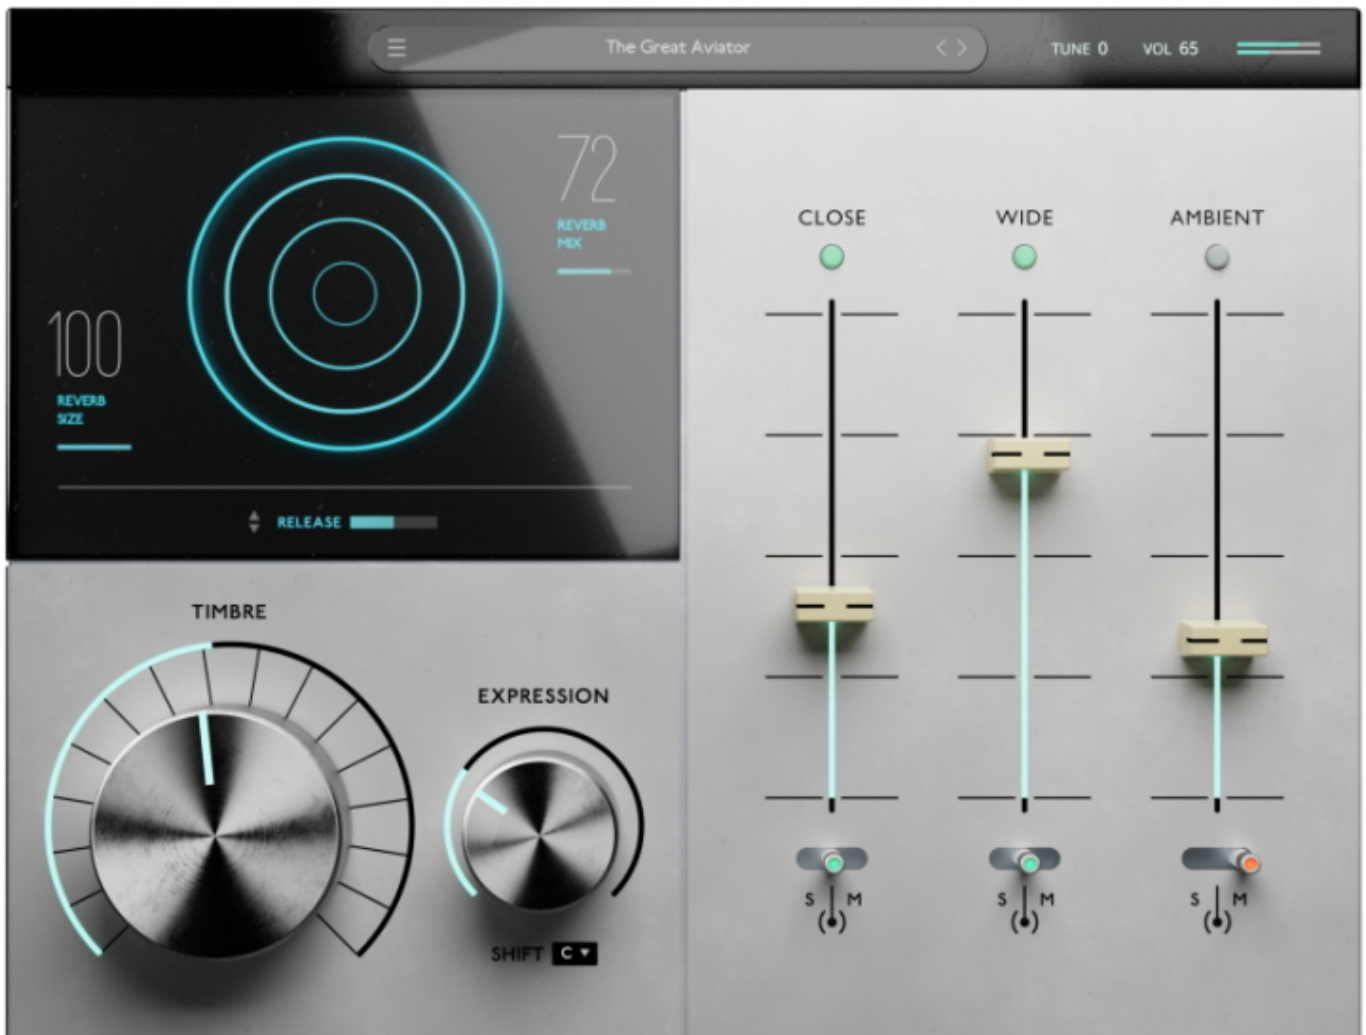 The Great Aviator
TUNE 0
VOL 65
72
REVERB
MIX
100
REVERB
SIZE
RELEASE
TIMBRE
EXPRESSION
SHIFT C
CLOSE
WIDE
AMBIENT
S M
S M
S M